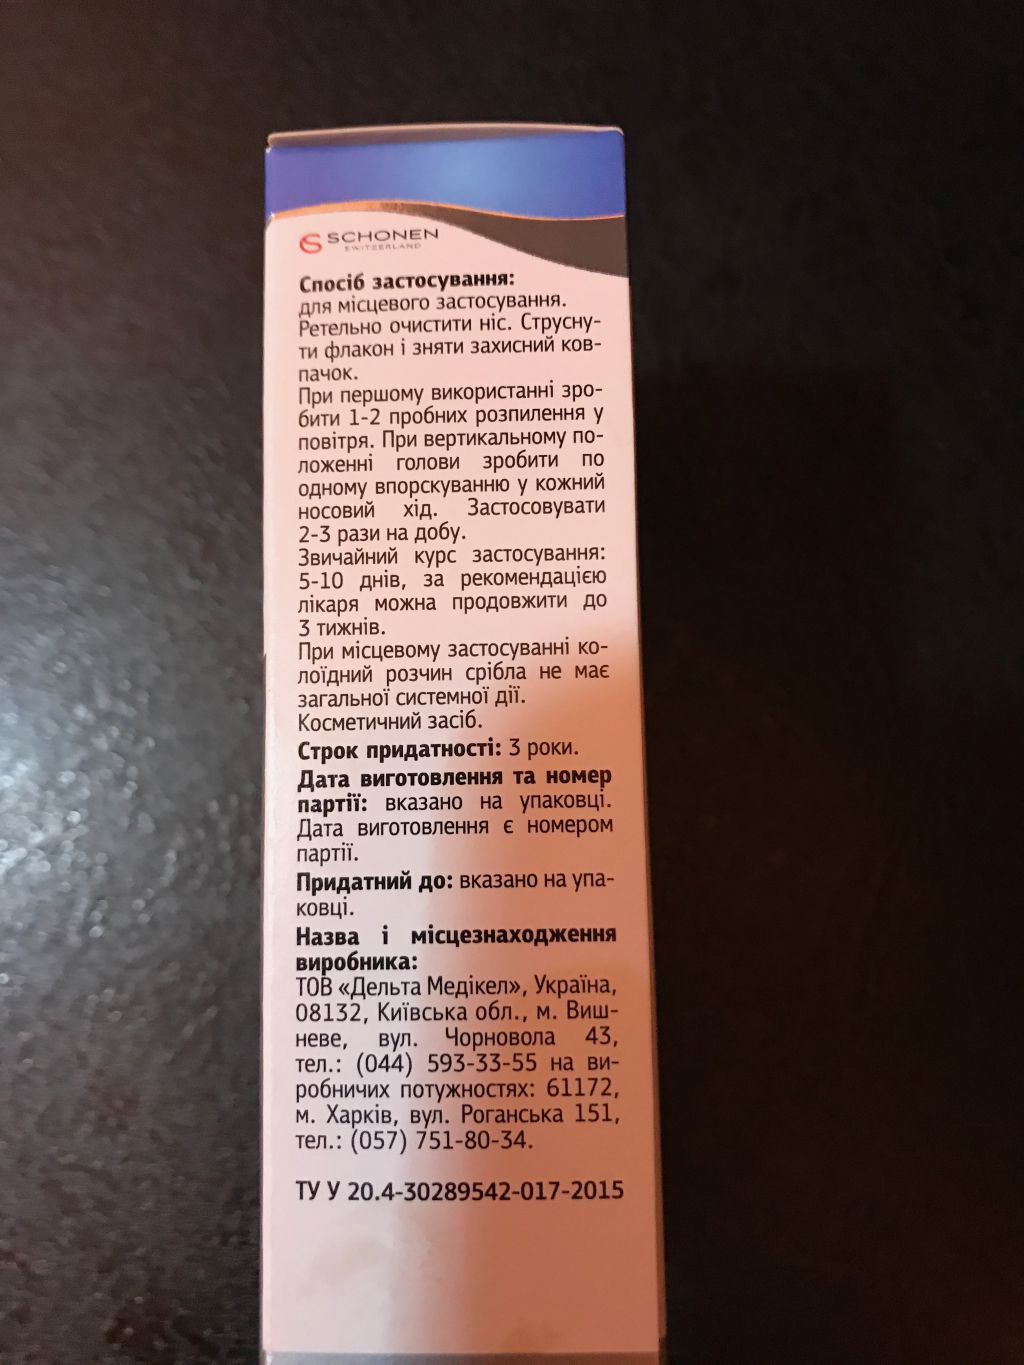 SCHONEN
SWITZERLAND
Спосіб застосування:
для місцевого застосування.
Ретельно очистити ніс. Струсну-
ти флакон і зняти захисний ков-
пачок.
При першому використанні зро-
бити 1-2 пробних розпилення у
повітря. При вертикальному по-
ложенні голови зробити по
одному впорскуванню у кожний
носовий хід. Застосовувати
2-3 рази на добу.
Звичайний курс застосування:
5-10 днів, за рекомендацією
лікаря можна продовжити до
3 тижнів.
При місцевому застосуванні ко-
лоїдний розчин срібла не має
загальної системної дії.
Косметичний засіб.
Строк придатності: 3 роки.
Дата виготовлення та номер
партії: вказано на упаковці.
Дата виготовлення є номером
партії.
Придатний до: вказано на упа-
ковці.
Назва і місцезнаходження
виробника:
ТОВ «Дельта Медікел», Україна,
08132, Київська обл., м. Виш-
неве, вул. Чорновола 43,
тел.: (044) 593-33-55 на ви-
робничих потужностях: 61172,
м. Харків, вул. Роганська 151,
тел.: (057) 751-80-34.
ТУ У 20.4-30289542-017-2015